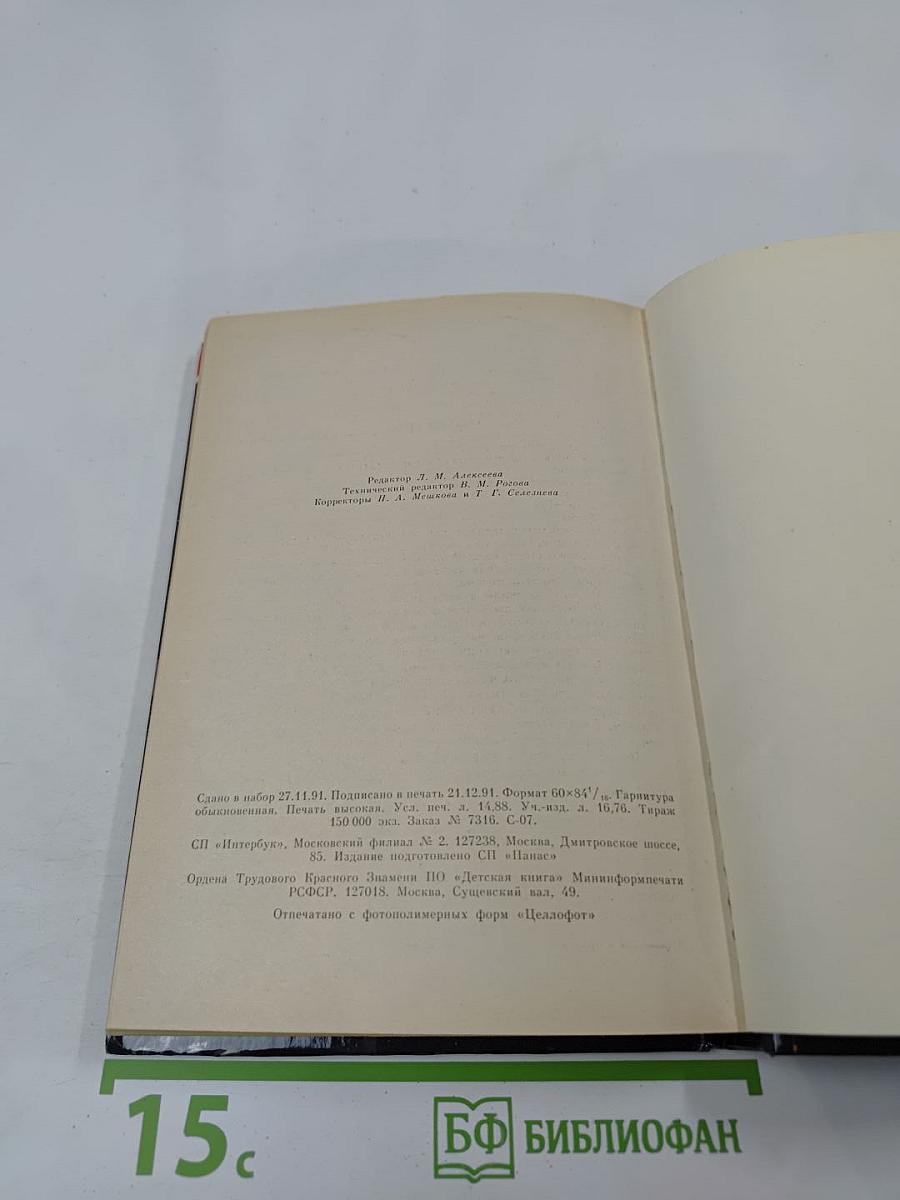 Редактор Л. М. Алексеева
Технический редактор В. М. Рогова
Корректоры Н. А. Мешкова и Т. Г. Селезнева
Сдано в набор 27.11.91. Подписано в печать 21.12.91. Формат 60×84¹/₁₆. Гарнитура
обыкновенная. Печать высокая. Усл. печ. л. 14,88. Уч.-изд. л. 16,76. Тираж
150 000 экз. Заказ № 7316. С-07.
СП «Интербук», Московский филиал № 2. 127238, Москва, Дмитровское шоссе,
85. Издание подготовлено СП «Панас»
Ордена Трудового Красного Знамени ПО «Детская книга» Мининформпечати
РСФСР. 127018. Москва, Сущевский вал, 49.
Отпечатано с фотополимерных форм «Целлофот»
15 с
БФ БИБЛИОФАН